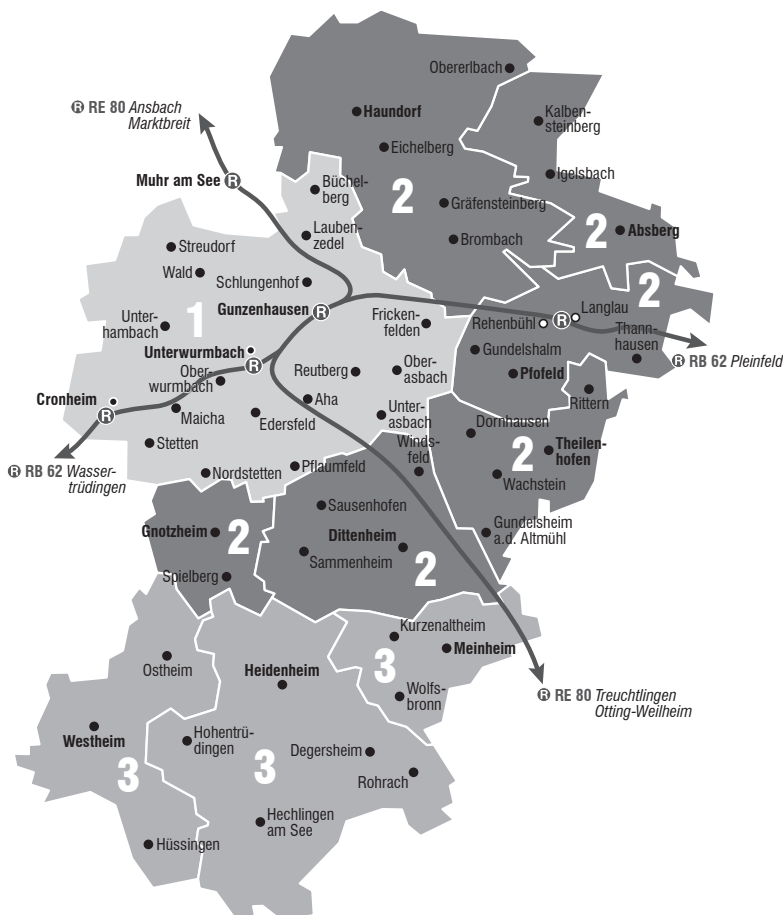 Obererlbach
R RE 80 Ansbach
Marktbreit
Haundorf
Kalben-
steinberg
Eichelberg
Igelsbach
Muhr am See R
Büchel-
berg
2
Gräfensteinberg
2
Absberg
Lauben-
zedel
Brombach
Streudorf
Wald
Schlungenhof
2
Gunzenhausen R
1
Unter-
hambach
Fricken-
felden
Rehenbühl
R
Langlau
Thann-
hausen
Unterwurmbach
R
Gundelshalm
R RB 62 Pleinfeld
Ober-
wurmbach
Reutberg
Ober-
asbach
Pfofeld
Cronheim
R
Rittern
Maicha
Edersfeld
Aha
Unter-
asbach
Dornhausen
Stetten
Winds-
feld
2
Theilen-
hofen
R RB 62 Wasser-
trüdingen
Nordstetten
Pflaumfeld
Wachstein
Sausenhofen
Gnotzheim
2
Dittenheim
Gundelsheim
a.d. Altmühl
Sammenheim
2
Spielberg
Kurzenaltheim
Meinheim
Ostheim
Heidenheim
3
Wolfs-
bronn
R RE 80 Treuchtlingen
Otting-Weilheim
Westheim
Hohentrü-
dingen
Degersheim
3
3
Rohrach
Hechlingen
am See
Hüssingen